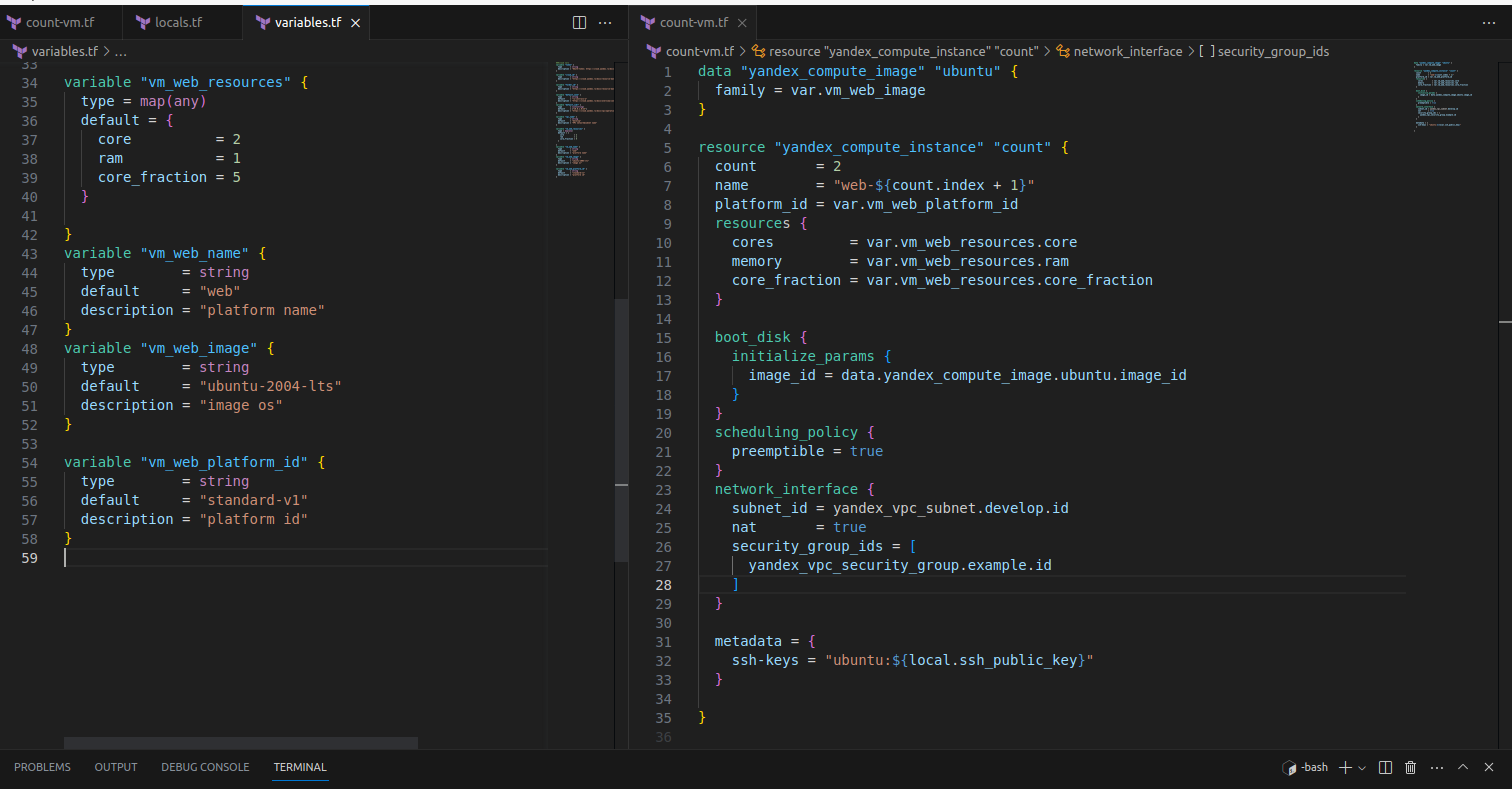 count-vm.tf locals.tf variables.tf
variables.tf > ...
33
34 variable "vm_web_resources" {
35   type = map(any)
36   default = {
37     core          = 2
38     ram           = 1
39     core_fraction = 5
40   }
41
42 }
43 variable "vm_web_name" {
44   type        = string
45   default     = "web"
46   description = "platform name"
47 }
48 variable "vm_web_image" {
49   type        = string
50   default     = "ubuntu-2004-lts"
51   description = "image os"
52 }
53
54 variable "vm_web_platform_id" {
55   type        = string
56   default     = "standard-v1"
57   description = "platform id"
58 }
59
count-vm.tf
count-vm.tf > resource "yandex_compute_instance" "count" > network_interface > [ ] security_group_ids
1 data "yandex_compute_image" "ubuntu" {
2   family = var.vm_web_image
3 }
4
5 resource "yandex_compute_instance" "count" {
6   count       = 2
7   name        = "web-${count.index + 1}"
8   platform_id = var.vm_web_platform_id
9   resources {
10     cores         = var.vm_web_resources.core
11     memory        = var.vm_web_resources.ram
12     core_fraction = var.vm_web_resources.core_fraction
13   }
14
15   boot_disk {
16     initialize_params {
17       image_id = data.yandex_compute_image.ubuntu.image_id
18     }
19   }
20   scheduling_policy {
21     preemptible = true
22   }
23   network_interface {
24     subnet_id = yandex_vpc_subnet.develop.id
25     nat       = true
26     security_group_ids = [
27       yandex_vpc_security_group.example.id
28     ]
29   }
30
31   metadata = {
32     ssh-keys = "ubuntu:${local.ssh_public_key}"
33   }
34
35 }
36
PROBLEMS OUTPUT DEBUG CONSOLE TERMINAL -bash